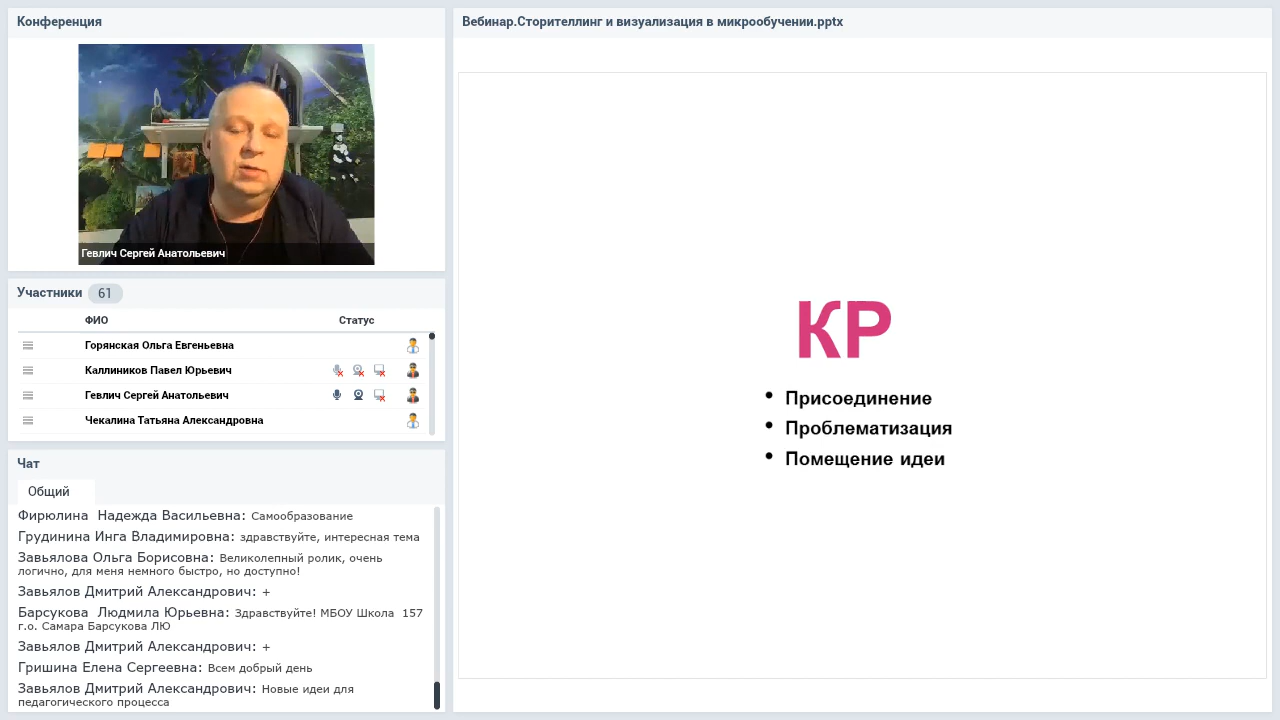 Конференция
Гевлич Сергей Анатольевич
Участники 61
ФИО Статус
Горянская Ольга Евгеньевна
Каллиников Павел Юрьевич
Гевлич Сергей Анатольевич
Чекалина Татьяна Александровна
Чат
Общий
Фирюлина Надежда Васильевна: Самообразование
Грудинина Инга Владимировна: здравствуйте, интересная тема
Завьялова Ольга Борисовна: Великолепный ролик, очень
логично, для меня немного быстро, но доступно!
Завьялов Дмитрий Александрович: +
Барсукова Людмила Юрьевна: Здравствуйте! МБОУ Школа 157
г.о. Самара Барсукова ЛЮ
Завьялов Дмитрий Александрович: +
Гришина Елена Сергеевна: Всем добрый день
Завьялов Дмитрий Александрович: Новые идеи для
педагогического процесса
Вебинар.Сторителлинг и визуализация в микрообучении.pptx
КР
• Присоединение
• Проблематизация
• Помещение идеи